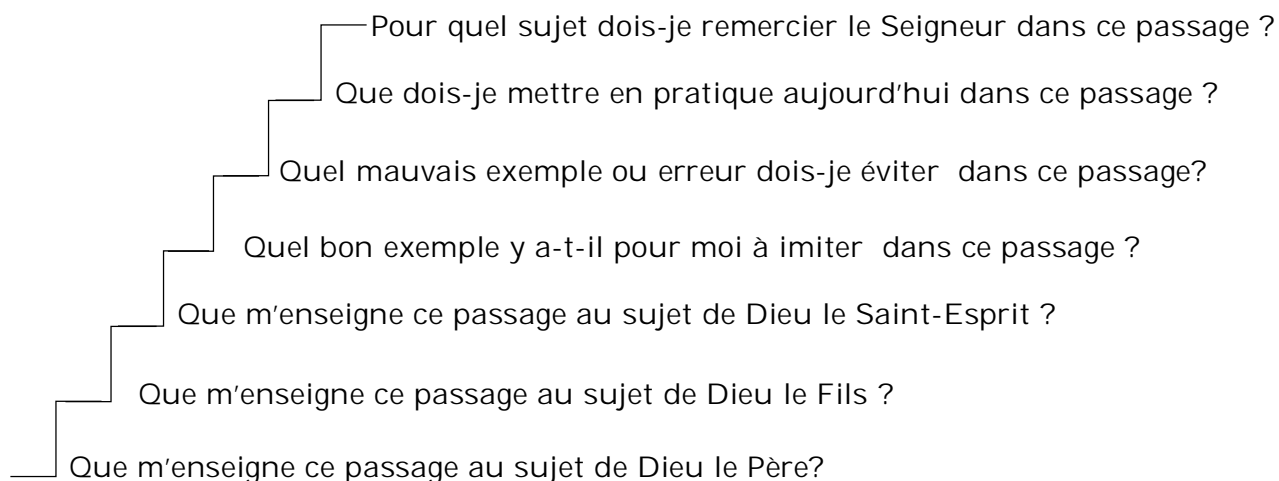 Pour quel sujet dois-je remercier le Seigneur dans ce passage ?
Que dois-je mettre en pratique aujourd'hui dans ce passage ?
Quel mauvais exemple ou erreur dois-je éviter  dans ce passage?
Quel bon exemple y a-t-il pour moi à imiter  dans ce passage ?
Que m'enseigne ce passage au sujet de Dieu le Saint-Esprit ?
Que m'enseigne ce passage au sujet de Dieu le Fils ?
Que m'enseigne ce passage au sujet de Dieu le Père?